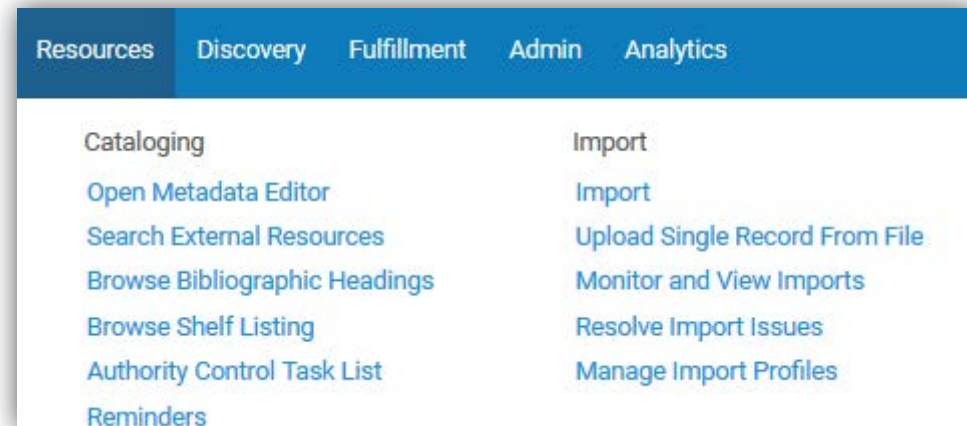 Resources Discovery Fulfillment Admin Analytics
Cataloging
Open Metadata Editor
Search External Resources
Browse Bibliographic Headings
Browse Shelf Listing
Authority Control Task List
Reminders
Import
Import
Upload Single Record From File
Monitor and View Imports
Resolve Import Issues
Manage Import Profiles